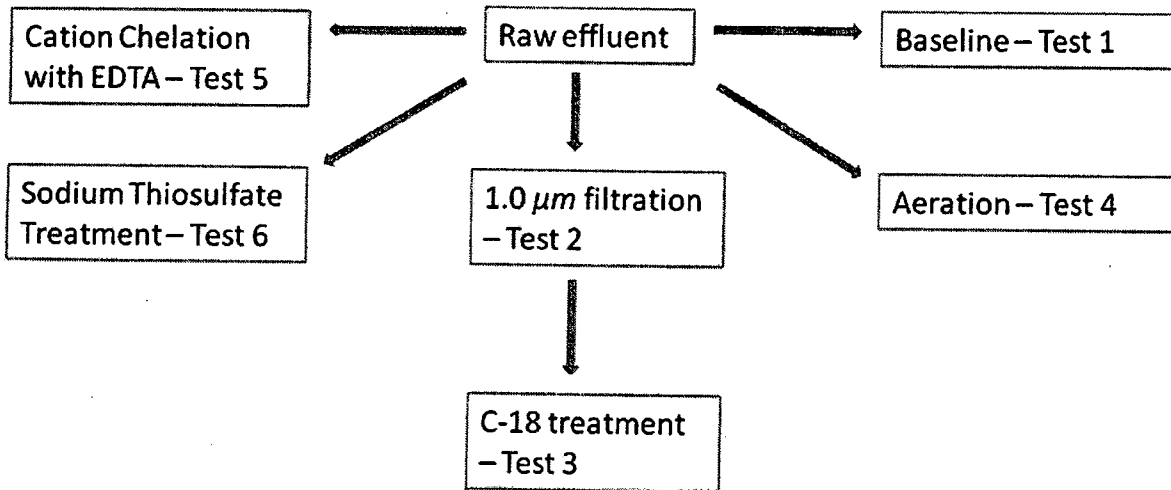 Cation Chelation
with EDTA – Test 5
Raw effluent
Baseline – Test 1
Sodium Thiosulfate
Treatment – Test 6
1.0 µm filtration
– Test 2
Aeration – Test 4
C-18 treatment
– Test 3